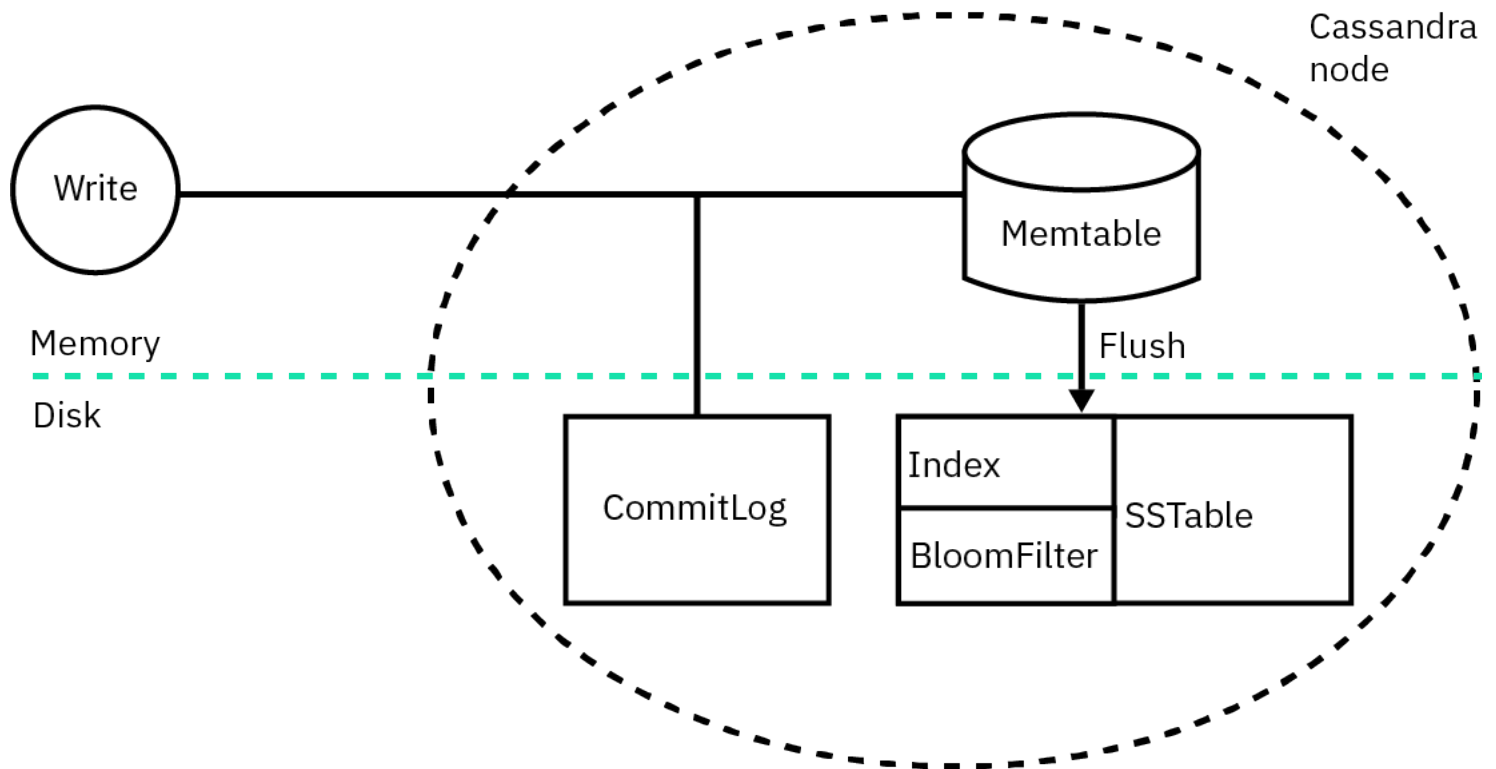 Cassandra
node
Write
Memtable
Memory
Flush
Disk
Index
CommitLog
SSTable
BloomFilter